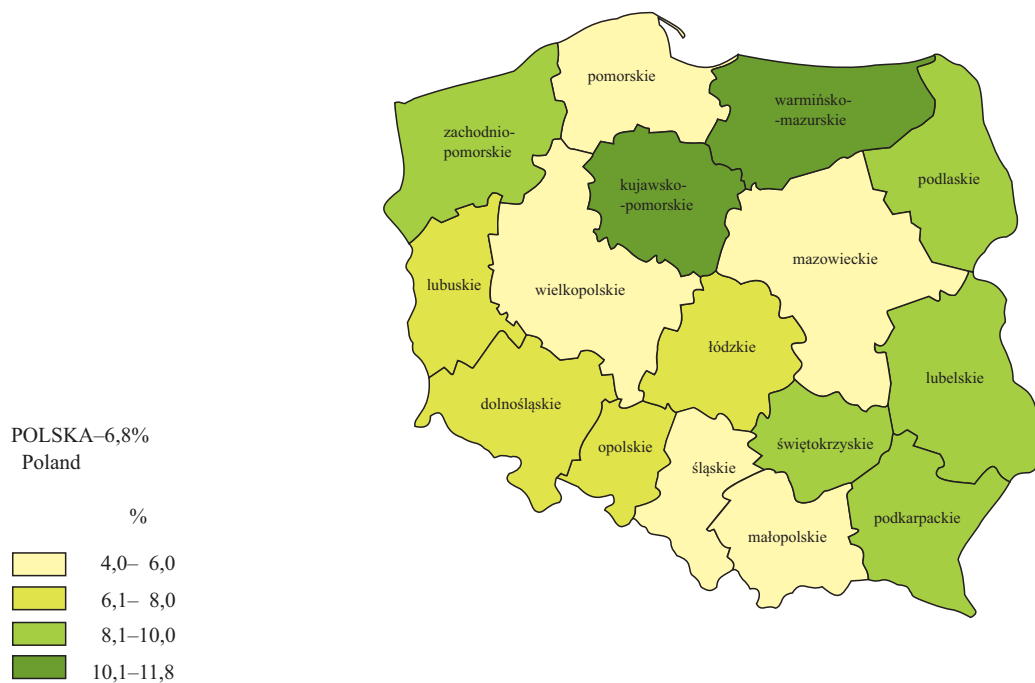 pomorskie
warmińsko-
-mazurskie
zachodnio-
pomorskie
podlaskie
kujawsko-
-pomorskie
mazowieckie
lubuskie
wielkopolskie
łódzkie
lubelskie
dolnośląskie
opolskie
świętokrzyskie
śląskie
podkarpackie
małopolskie
POLSKA–6,8%
Poland
%
4,0– 6,0
6,1– 8,0
8,1–10,0
10,1–11,8